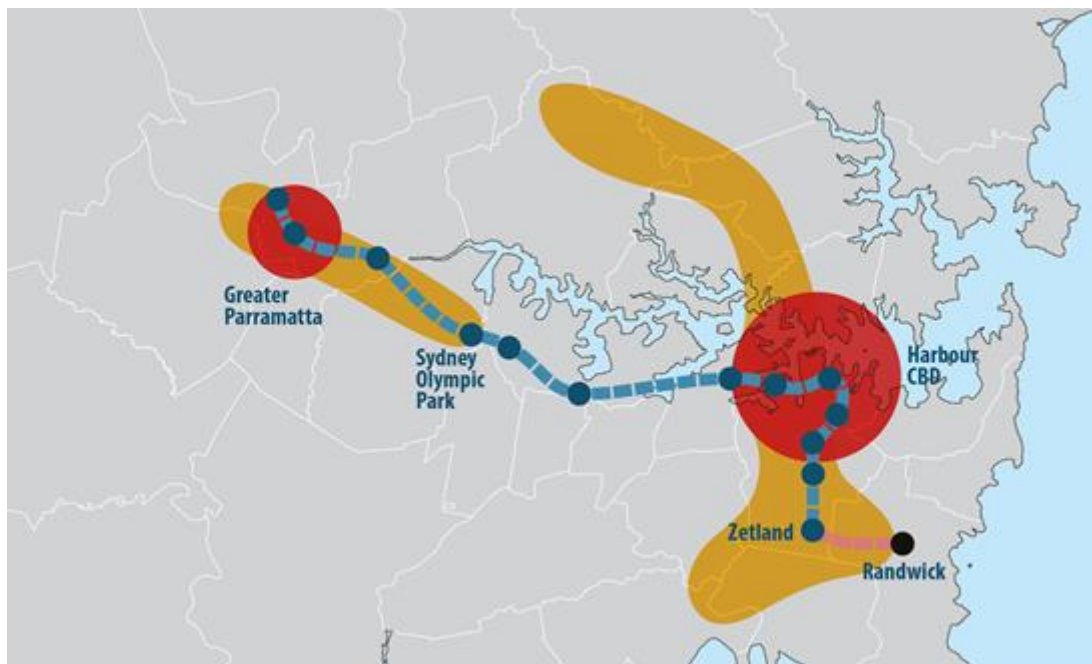 Greater
Parramatta
Sydney
Olympic
Park
Harbour
CBD
Zetland
Randwick